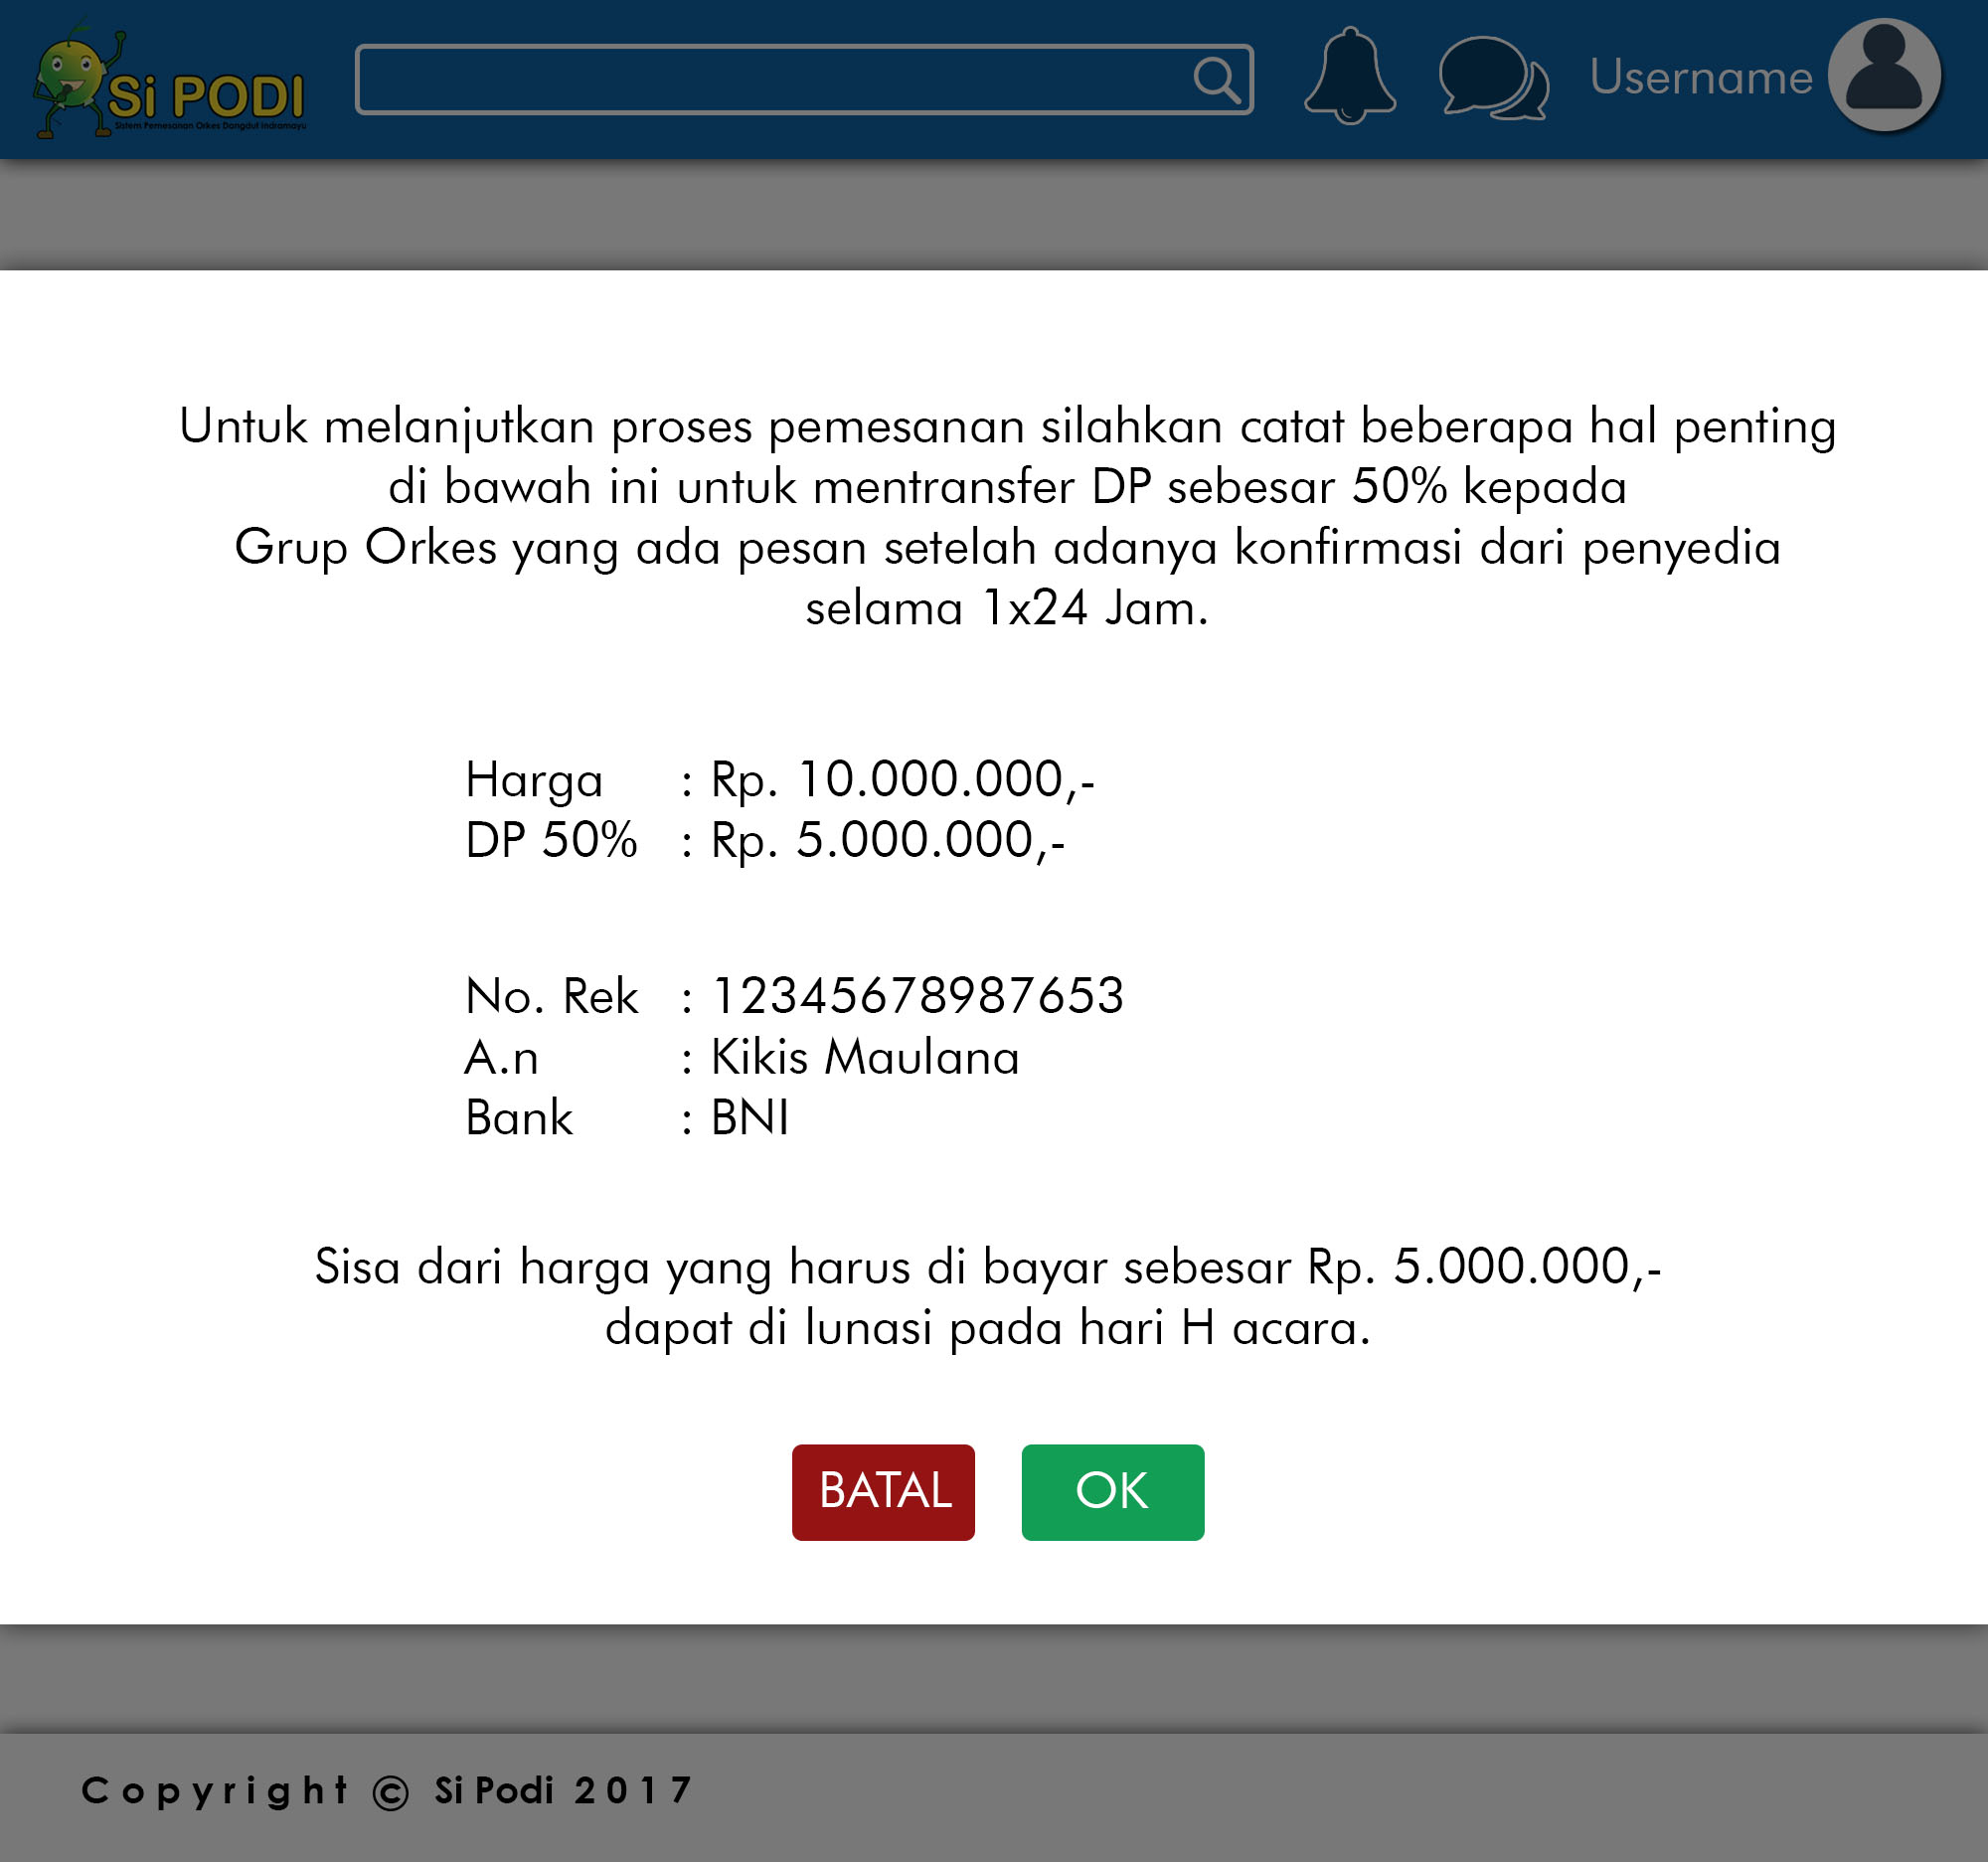 Si PODI
Sistem Pemesanan Orkes Dangdut Indramayu
Username
Untuk melanjutkan proses pemesanan silahkan catat beberapa hal penting
di bawah ini untuk mentransfer DP sebesar 50% kepada
Grup Orkes yang ada pesan setelah adanya konfirmasi dari penyedia
selama 1x24 Jam.
Harga : Rp. 10.000.000,-
DP 50% : Rp. 5.000.000,-
No. Rek : 12345678987653
A.n : Kikis Maulana
Bank : BNI
Sisa dari harga yang harus di bayar sebesar Rp. 5.000.000,-
dapat di lunasi pada hari H acara.
BATAL OK
Copyright © Si Podi 2017